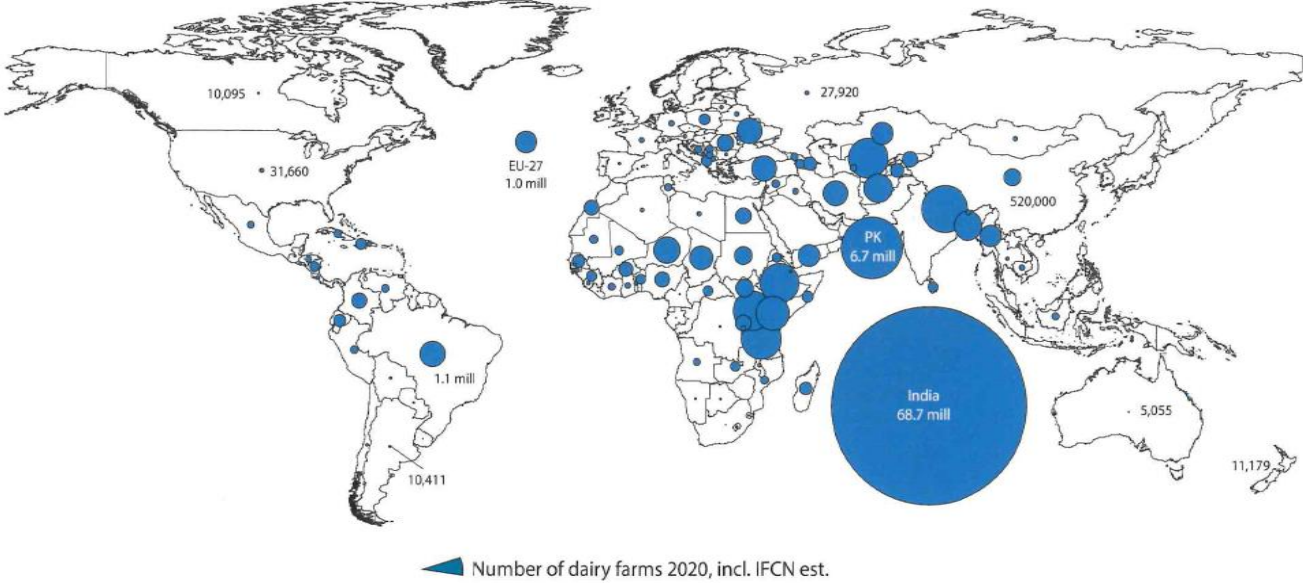 10,095
27,920
EU-27
1.0 mill
31,660
520,000
PK
6.7 mill
1.1 mill
India
68.7 mill
5,055
10,411
11,179
Number of dairy farms 2020, incl. IFCN est.